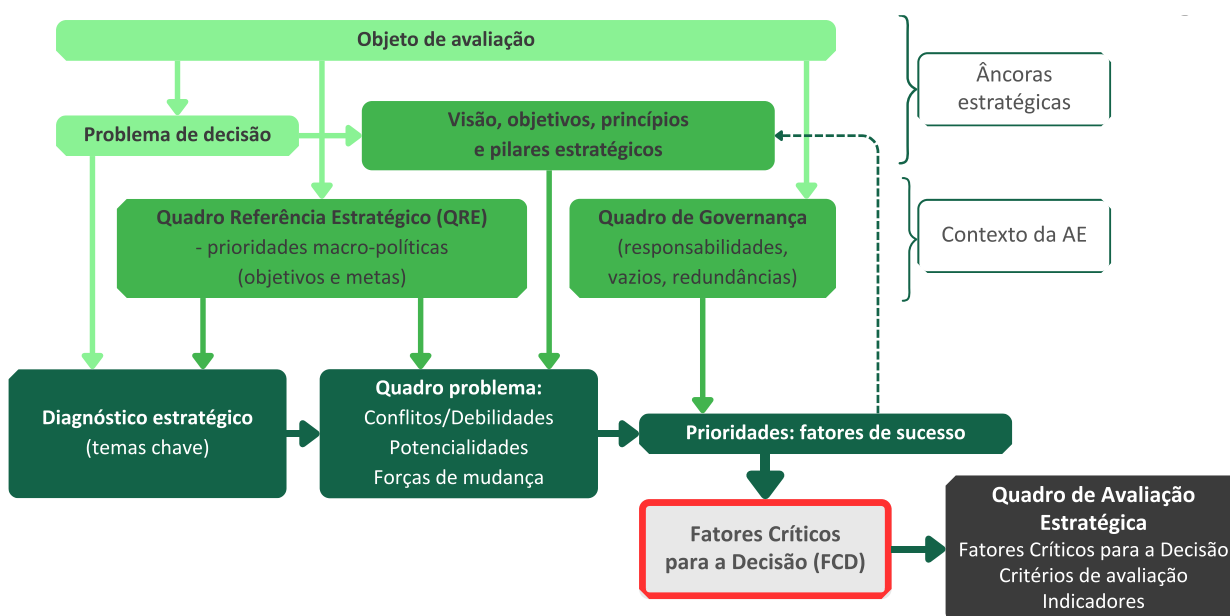 Objeto de avaliação
Âncoras
estratégicas
Problema de decisão
Visão, objetivos, princípios
e pilares estratégicos
Quadro Referência Estratégico (QRE)
- prioridades macro-políticas
(objetivos e metas)
Quadro de Governança
(responsabilidades,
vazios, redundâncias)
Contexto da AE
Diagnóstico estratégico
(temas chave)
Quadro problema:
Conflitos/Debilidades
Potencialidades
Forças de mudança
Prioridades: fatores de sucesso
Fatores Críticos
para a Decisão (FCD)
Quadro de Avaliação
Estratégica
Fatores Críticos para a Decisão
Critérios de avaliação
Indicadores